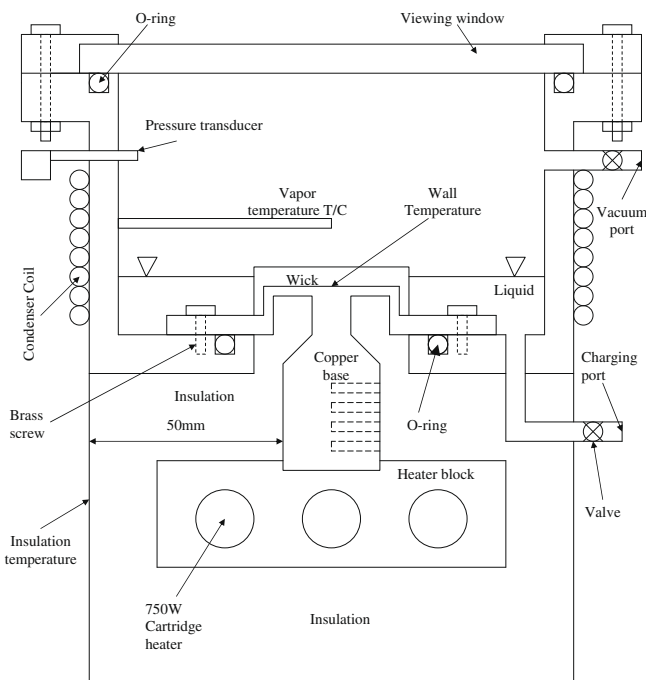 O-ring
Viewing window
Pressure transducer
Vapor
temperature T/C
Wall
Temperature
Vacuum
port
Condenser Coil
Wick
Liquid
Copper
base
Charging
port
Insulation
Brass
screw
50mm
O-ring
Heater block
Valve
Insulation
temperature
750W
Cartridge
heater
Insulation